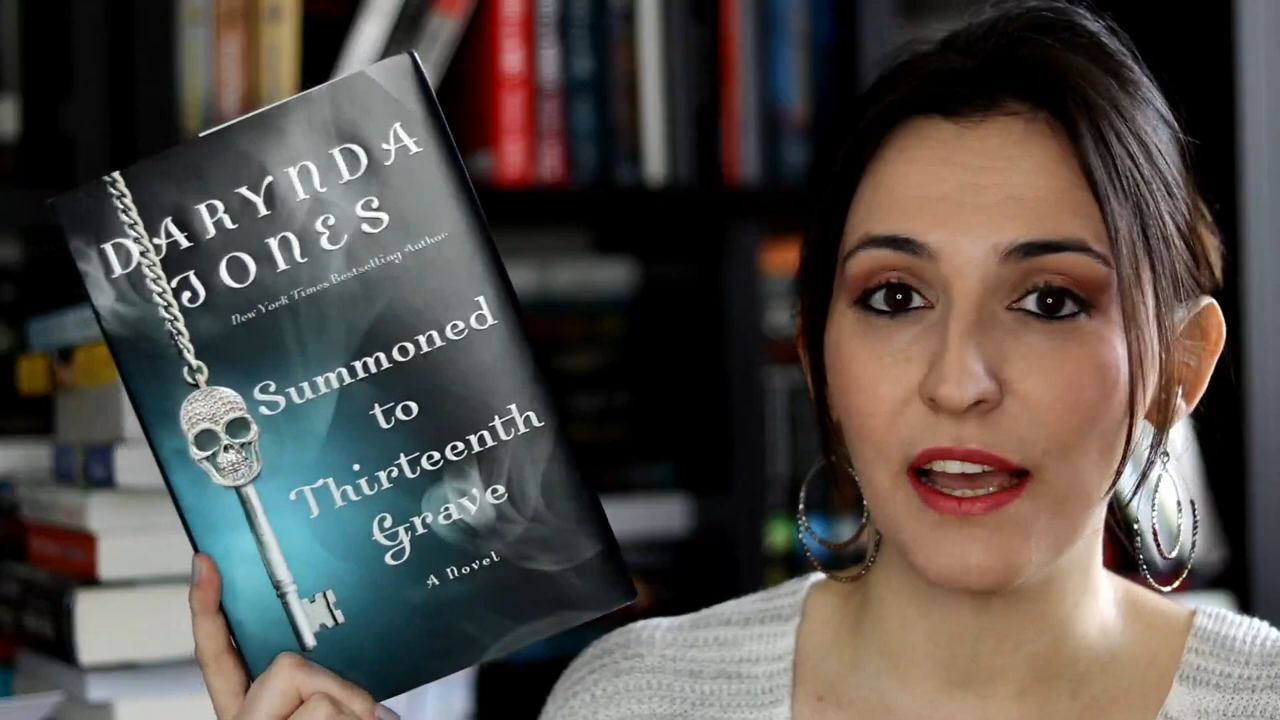 DARYNDA
JONES
New York Times Bestselling Author
Summoned
to
Thirteenth
Grave
A Novel